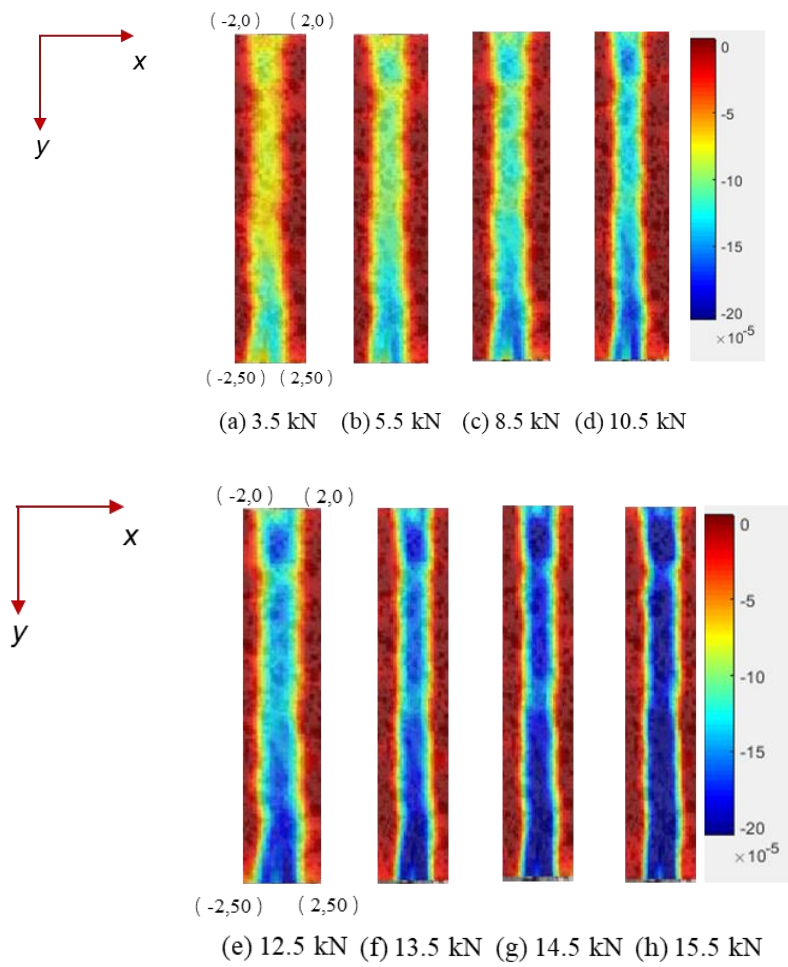 ( -2,0 ) ( 2,0 )
x
y
0
-5
-10
-15
-20
×10-5
( -2,50 ) ( 2,50 )
(a) 3.5 kN (b) 5.5 kN (c) 8.5 kN (d) 10.5 kN
( -2,0 ) ( 2,0 )
x
y
0
-5
-10
-15
-20
×10-5
( -2,50 ) ( 2,50 )
(e) 12.5 kN (f) 13.5 kN (g) 14.5 kN (h) 15.5 kN